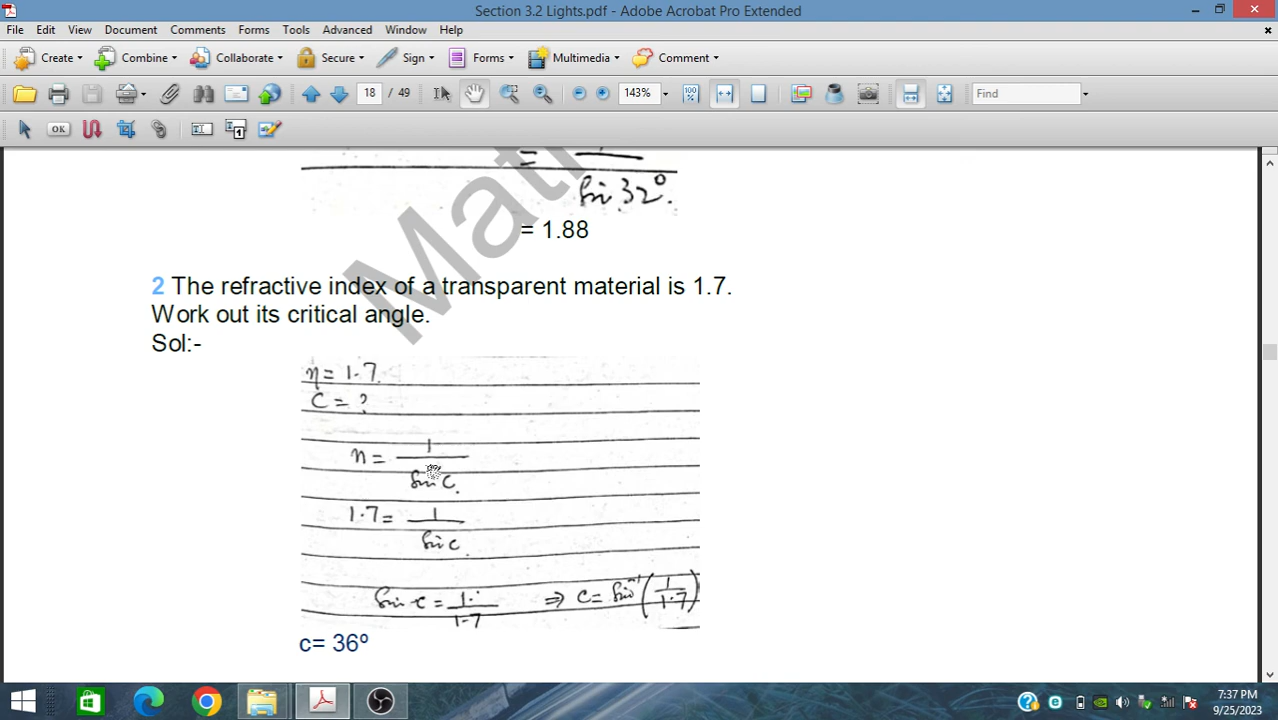 Section 3.2 Lights.pdf - Adobe Acrobat Pro Extended
File Edit View Document Comments Forms Tools Advanced Window Help
Create Combine Collaborate Secure Sign Forms Multimedia Comment
18 / 49 143% Find
OK
=
Sin 32°.
= 1.88
2 The refractive index of a transparent material is 1.7.
Work out its critical angle.
Sol:-
n = 1.7
C = ?
n = 1
Sin C.
1.7 = 1
Sin c
Sin c = 1 ⇒ c = Sin⁻¹ (1
1.7 1.7)
c= 36º
7:37 PM
9/25/2023